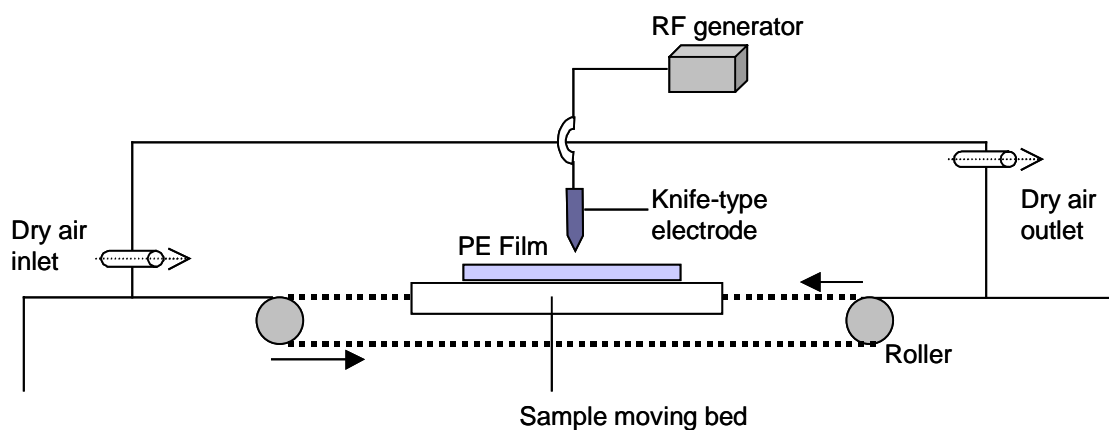 RF generator
Knife-type
electrode
Dry air
outlet
Dry air
inlet
PE Film
Roller
Sample moving bed